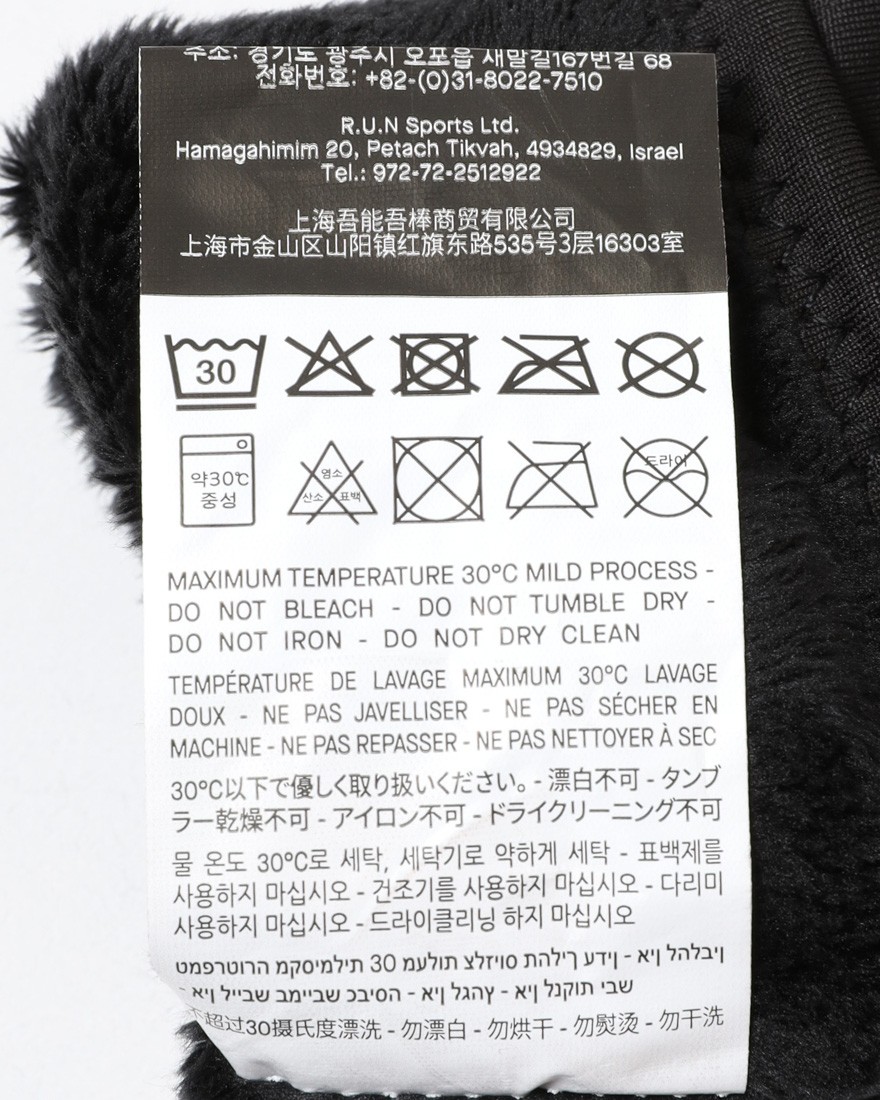 주소: 경기도 광주시 오포읍 새말길167번길 68
전화번호: +82-(0)31-8022-7510
R.U.N Sports Ltd.
Hamagahimim 20, Petach Tikvah, 4934829, Israel
Tel.: 972-72-2512922
上海吾能吾棒商贸有限公司
上海市金山区山阳镇红旗东路535号3层16303室
30
약30℃
중성
염소
산소 표백
드라이
MAXIMUM TEMPERATURE 30°C MILD PROCESS -
DO NOT BLEACH - DO NOT TUMBLE DRY -
DO NOT IRON - DO NOT DRY CLEAN
TEMPÉRATURE DE LAVAGE MAXIMUM 30°C LAVAGE
DOUX - NE PAS JAVELLISER - NE PAS SÉCHER EN
MACHINE - NE PAS REPASSER - NE PAS NETTOYER À SEC
30°C以下で優しく取り扱いください。- 漂白不可 - タンブ
ラー乾燥不可 - アイロン不可 - ドライクリーニング不可
물 온도 30°C로 세탁, 세탁기로 약하게 세탁 - 표백제를
사용하지 마십시오 - 건조기를 사용하지 마십시오 - 다리미
사용하지 마십시오 - 드라이클리닝 하지 마십시오
טמפרטורה מקסימלית 30 מעלות צלזיוס תהליך עדין - אין להלבין
- אין לייבש במייבש כביסה - אין לגהץ - אין לנקות
不超过30摄氏度漂洗 - 勿漂白 - 勿烘干 - 勿熨烫 - 勿干洗